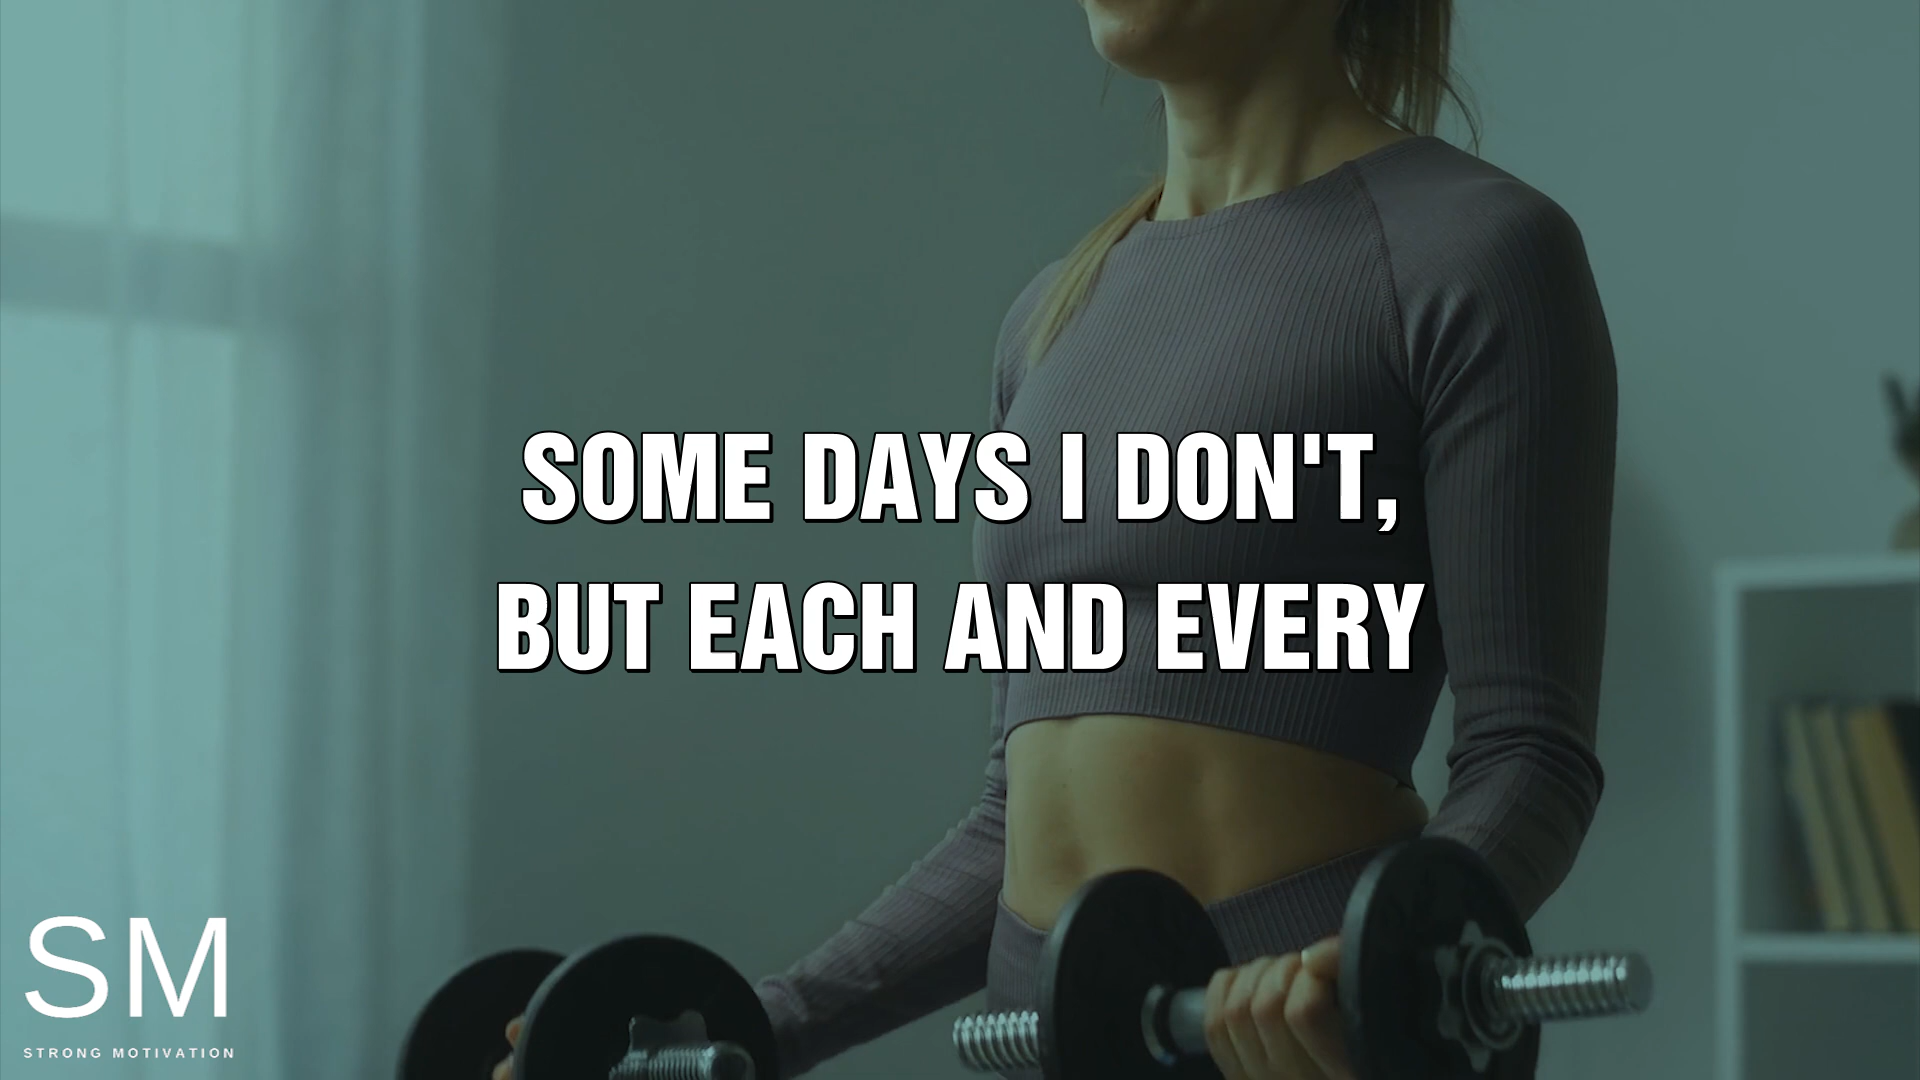 SOME DAYS I DON'T,
BUT EACH AND EVERY
SM
STRONG MOTIVATION